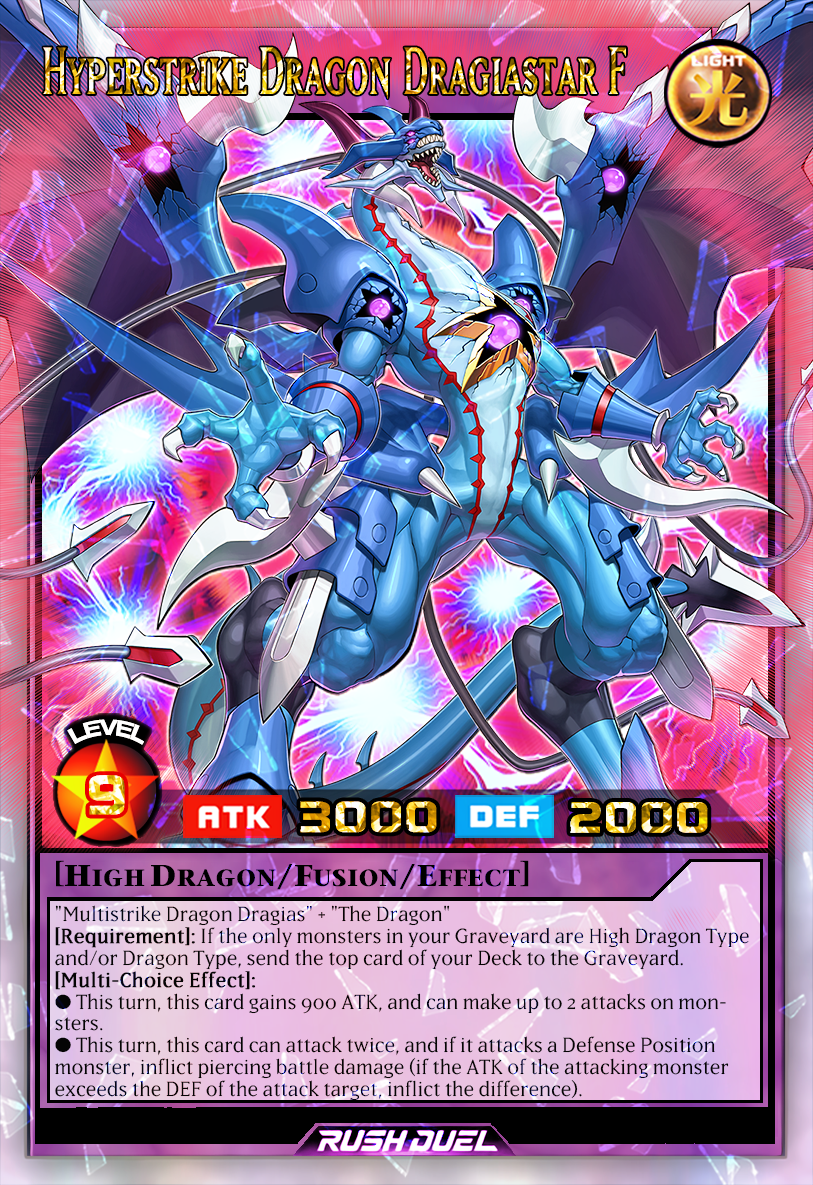 Hyperstrike Dragon Dragiastar F
LIGHT
光
LEVEL
9
ATK 3000 DEF 2000
[High Dragon/Fusion/Effect]
"Multistrike Dragon Dragias" + "The Dragon"
[Requirement]: If the only monsters in your Graveyard are High Dragon Type
and/or Dragon Type, send the top card of your Deck to the Graveyard.
[Multi-Choice Effect]:
● This turn, this card gains 900 ATK, and can make up to 2 attacks on mon-
sters.
● This turn, this card can attack twice, and if it attacks a Defense Position
monster, inflict piercing battle damage (if the ATK of the attacking monster
exceeds the DEF of the attack target, inflict the difference).
RUSH DUEL